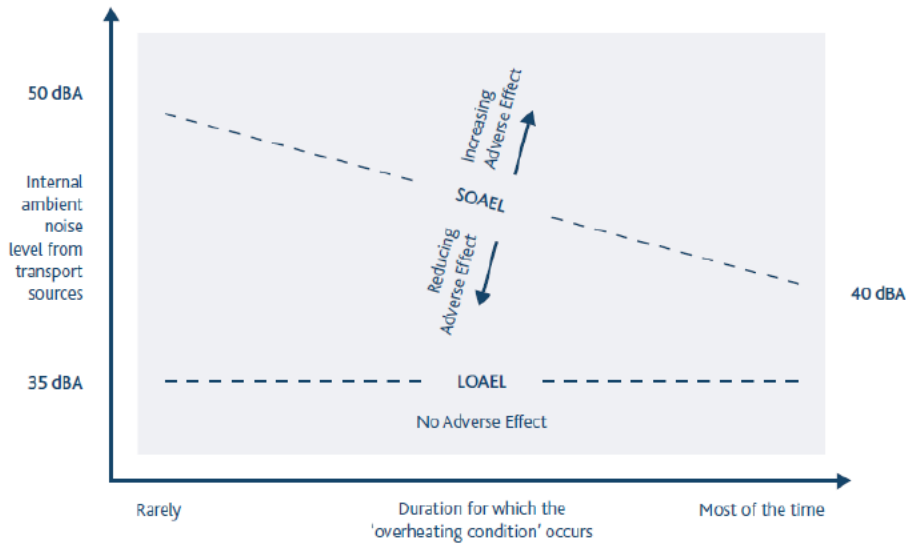 50 dBA
Internal
ambient
noise
level from
transport
sources
35 dBA
Increasing
Adverse Effect
SOAEL
Reducing
Adverse Effect
40 dBA
LOAEL
No Adverse Effect
Rarely
Duration for which the
'overheating condition' occurs
Most of the time